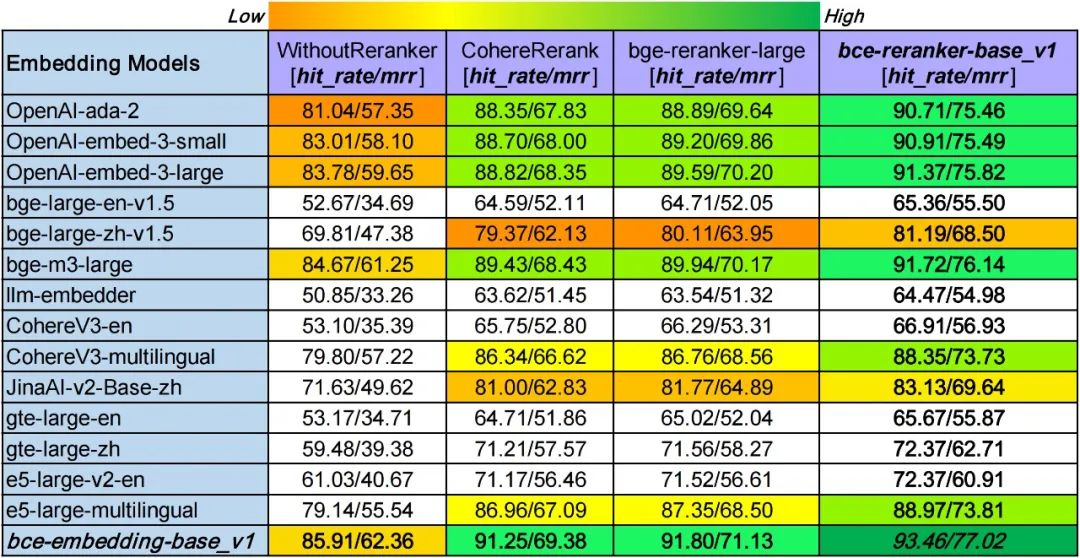 Low High
Embedding Models WithoutReranker [hit_rate/mrr] CohereRerank [hit_rate/mrr] bge-reranker-large [hit_rate/mrr] bce-reranker-base_v1 [hit_rate/mrr]
OpenAI-ada-2 81.04/57.35 88.35/67.83 88.89/69.64 90.71/75.46
OpenAI-embed-3-small 83.01/58.10 88.70/68.00 89.20/69.86 90.91/75.49
OpenAI-embed-3-large 83.78/59.65 88.82/68.35 89.59/70.20 91.37/75.82
bge-large-en-v1.5 52.67/34.69 64.59/52.11 64.71/52.05 65.36/55.50
bge-large-zh-v1.5 69.81/47.38 79.37/62.13 80.11/63.95 81.19/68.50
bge-m3-large 84.67/61.25 89.43/68.43 89.94/70.17 91.72/76.14
llm-embedder 50.85/33.26 63.62/51.45 63.54/51.32 64.47/54.98
CohereV3-en 53.10/35.39 65.75/52.80 66.29/53.31 66.91/56.93
CohereV3-multilingual 79.80/57.22 86.34/66.62 86.76/68.56 88.35/73.73
JinaAI-v2-Base-zh 71.63/49.62 81.00/62.83 81.77/64.89 83.13/69.64
gte-large-en 53.17/34.71 64.71/51.86 65.02/52.04 65.67/55.87
gte-large-zh 59.48/39.38 71.21/57.57 71.56/58.27 72.37/62.71
e5-large-v2-en 61.03/40.67 71.17/56.46 71.52/56.61 72.37/60.91
e5-large-multilingual 79.14/55.54 86.96/67.09 87.35/68.50 88.97/73.81
bce-embedding-base_v1 85.91/62.36 91.25/69.38 91.80/71.13 93.46/77.02